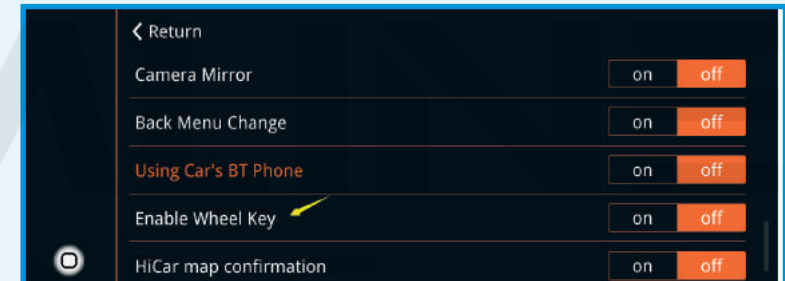 Return
Camera Mirror on off
Back Menu Change on off
Using Car's BT Phone on off
Enable Wheel Key on off
HiCar map confirmation on off